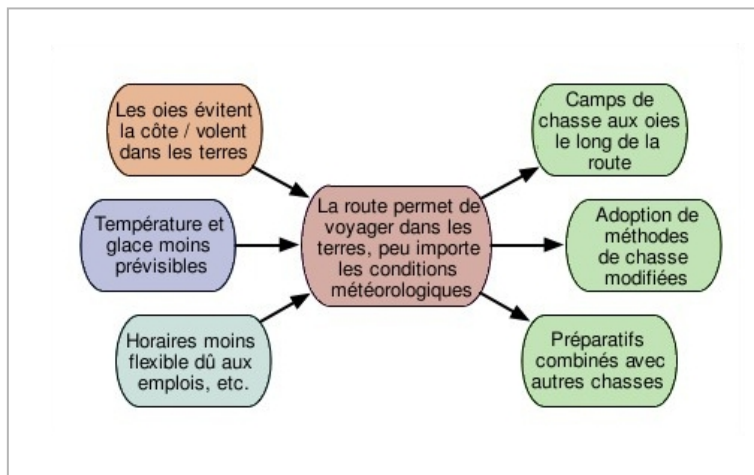 Les oies évitent
la côte / volent
dans les terres
Température et
glace moins
prévisibles
Horaires moins
flexible dû aux
emplois, etc.
La route permet de
voyager dans les
terres, peu importe
les conditions
météorologiques
Camps de
chasse aux oies
le long de la
route
Adoption de
méthodes
de chasse
modifiées
Préparatifs
combinés avec
autres chasses